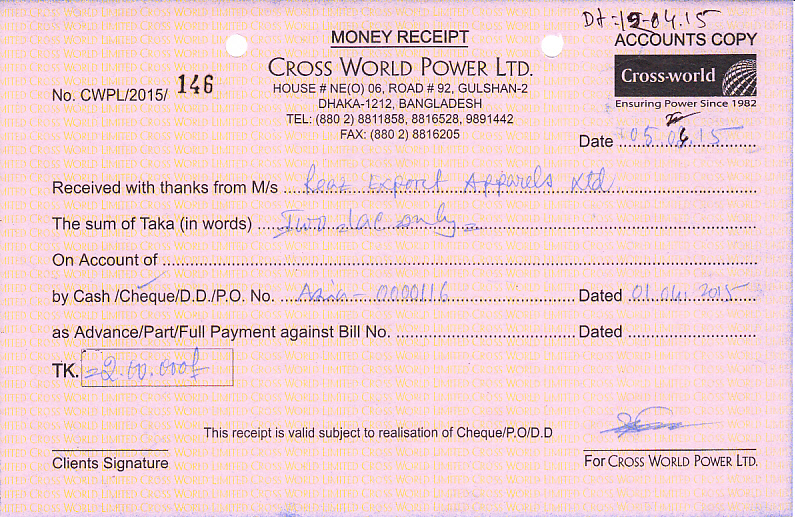 Dt = 19-04.15
MONEY RECEIPT
ACCOUNTS COPY
CROSS WORLD POWER LTD.
Cross-world
No. CWPL/2015/ 146
HOUSE # NE(O) 06, ROAD # 92, GULSHAN-2
DHAKA-1212, BANGLADESH
Ensuring Power Since 1982
TEL: (880 2) 8811858, 8816528, 9891442
FAX: (880 2) 8816205
Date 05.04.15
Received with thanks from M/s Reaz Export Apparels Ltd.
The sum of Taka (in words) Two lac only =
On Account of
by Cash /Cheque/D.D./P.O. No. Asia - 0000116 Dated 01.04.2015
as Advance/Part/Full Payment against Bill No. Dated
TK. =2.00.000/=
This receipt is valid subject to realisation of Cheque/P.O/D.D
Clients Signature
For CROSS WORLD POWER LTD.